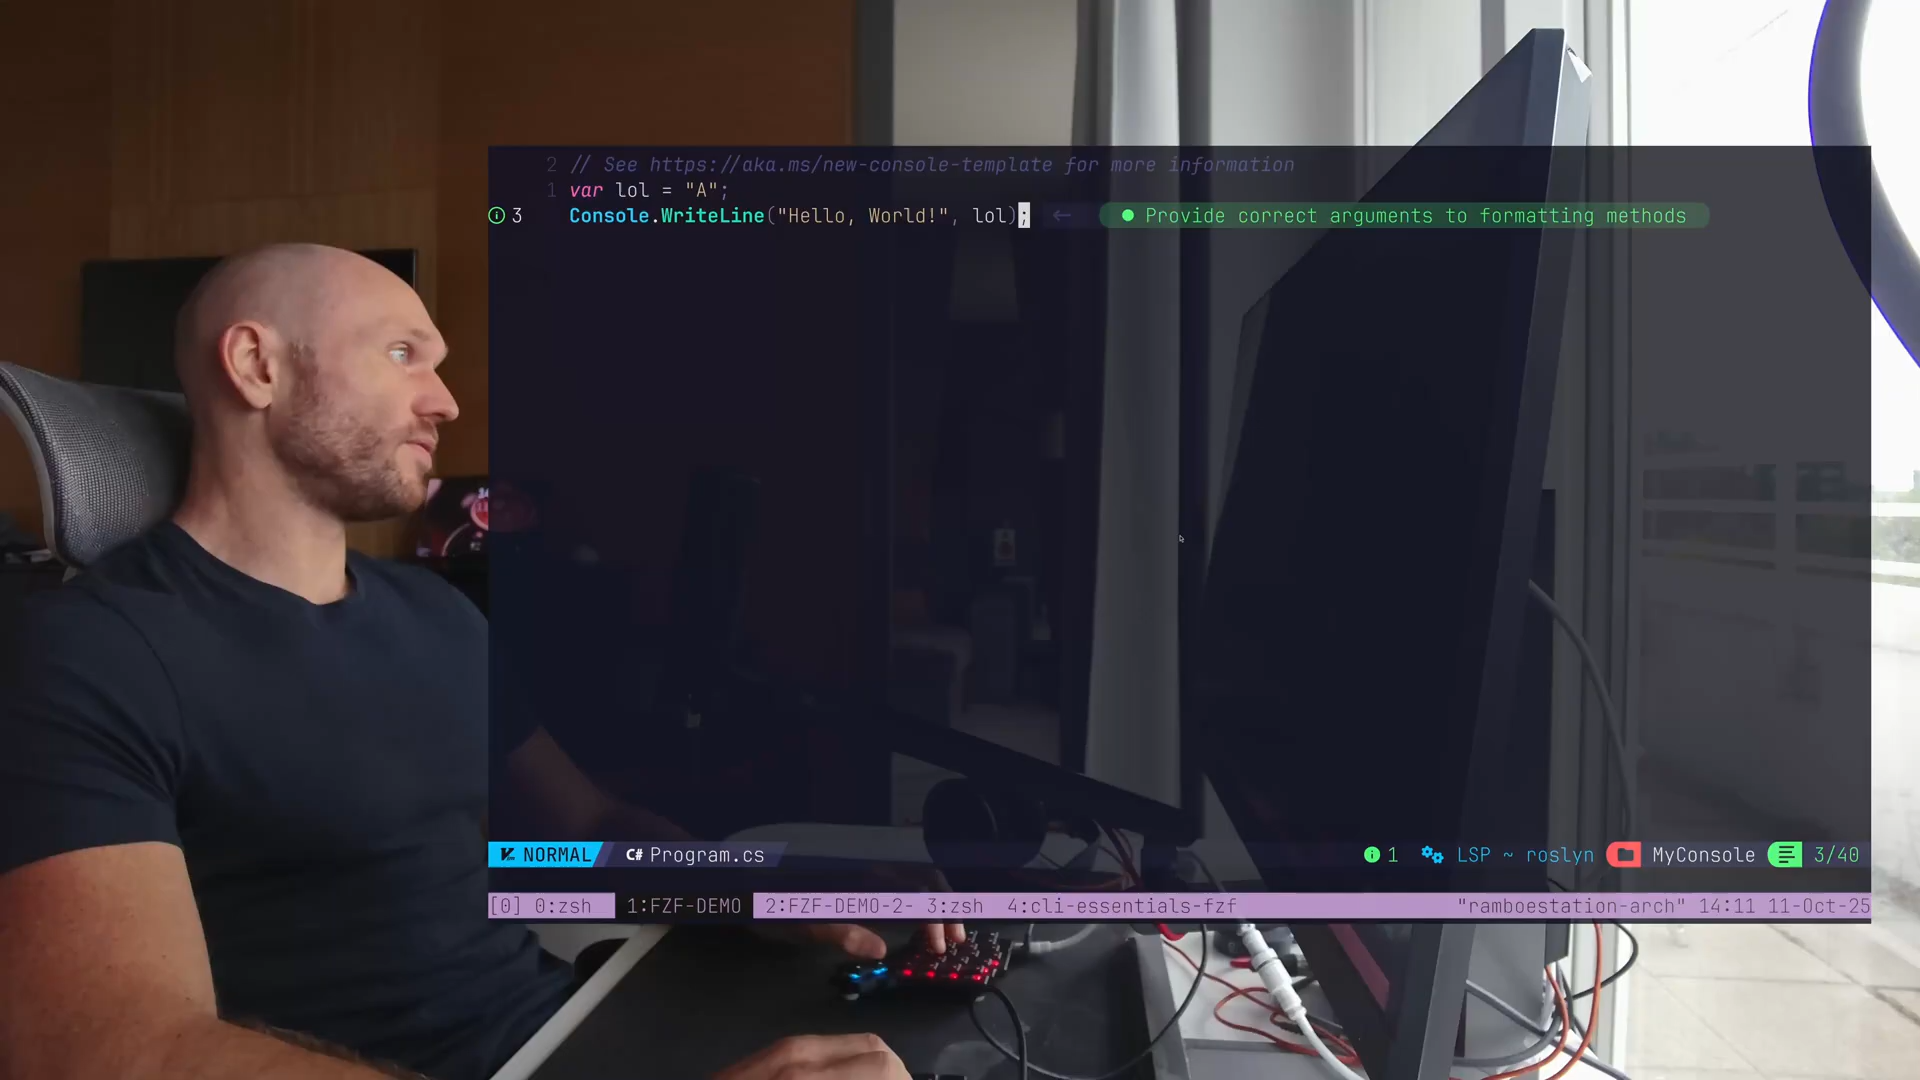 2 // See https://aka.ms/new-console-template for more information
1 var lol = "A";
3 Console.WriteLine("Hello, World!", lol); ← ● Provide correct arguments to formatting methods
NORMAL C# Program.cs 1 LSP ~ roslyn MyConsole 3/40
[0] 0:zsh 1:FZF-DEMO 2:FZF-DEMO-2- 3:zsh 4:cli-essentials-fzf "ramboestation-arch" 14:11 11-Oct-25